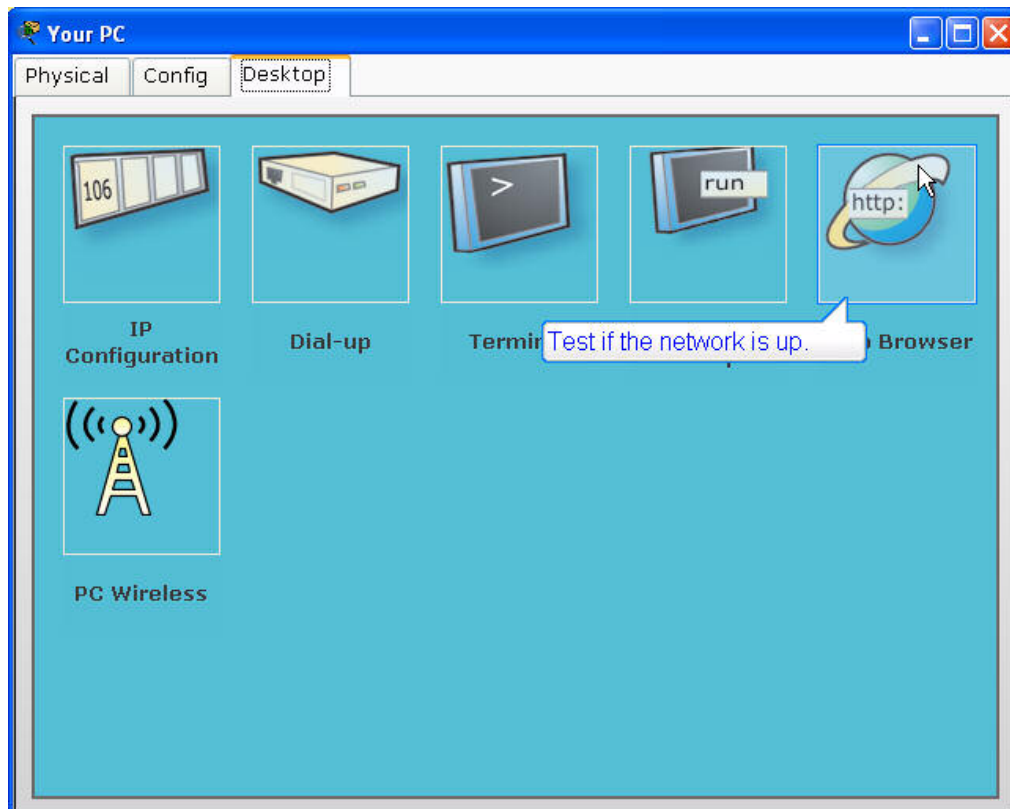 Your PC
Physical Config Desktop
106
>
run
http:
IP
Configuration
Dial-up
Termin
Test if the network is up.
Browser
PC Wireless